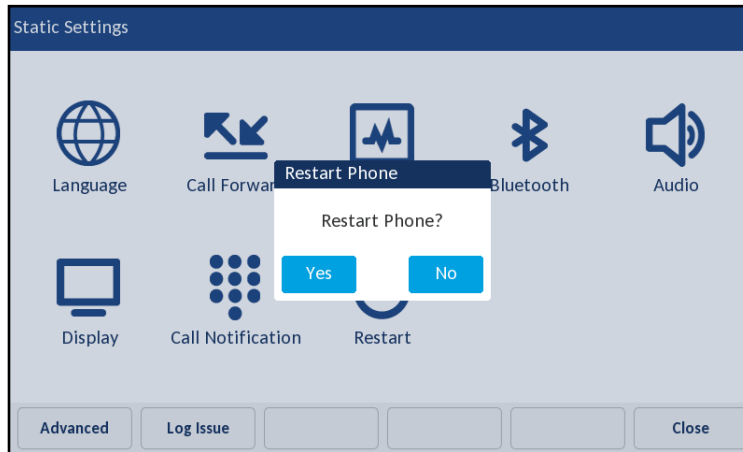 Static Settings
Language
Call Forwar
Bluetooth
Audio
Restart Phone
Restart Phone?
Yes
No
Display
Call Notification
Restart
Advanced
Log Issue
Close